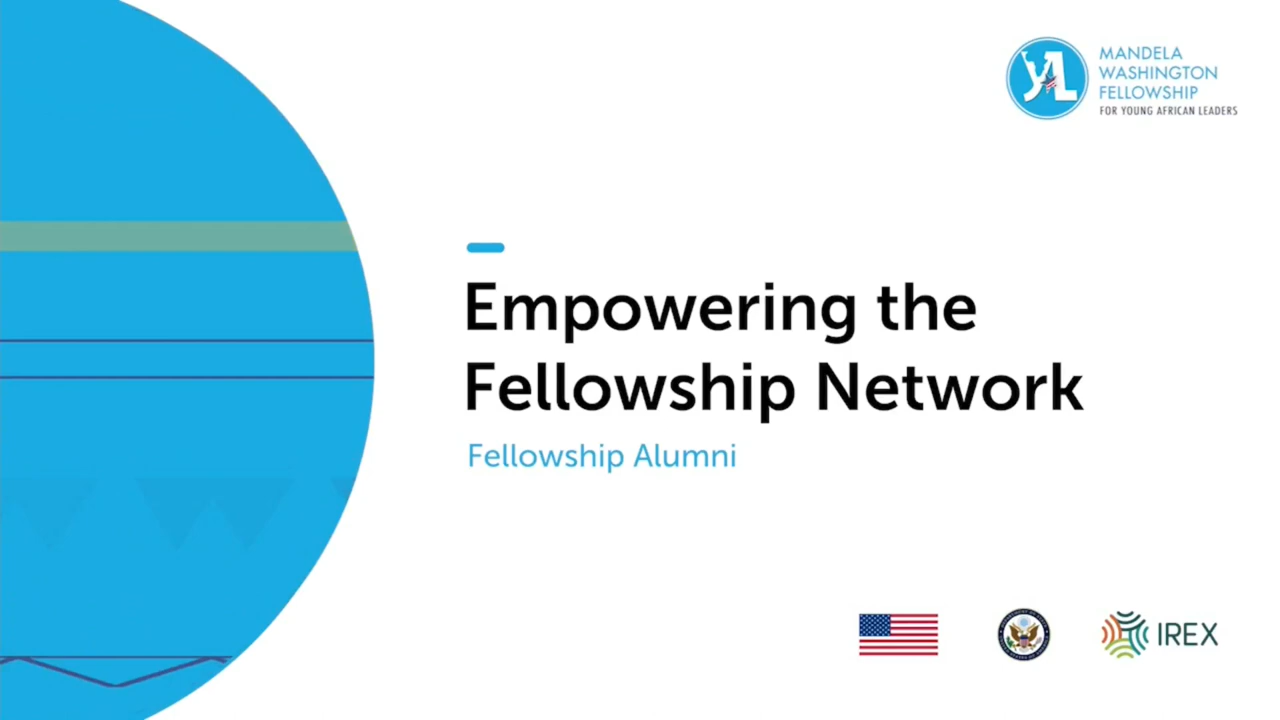 MANDELA
WASHINGTON
FELLOWSHIP
FOR YOUNG AFRICAN LEADERS
Empowering the
Fellowship Network
Fellowship Alumni
IREX